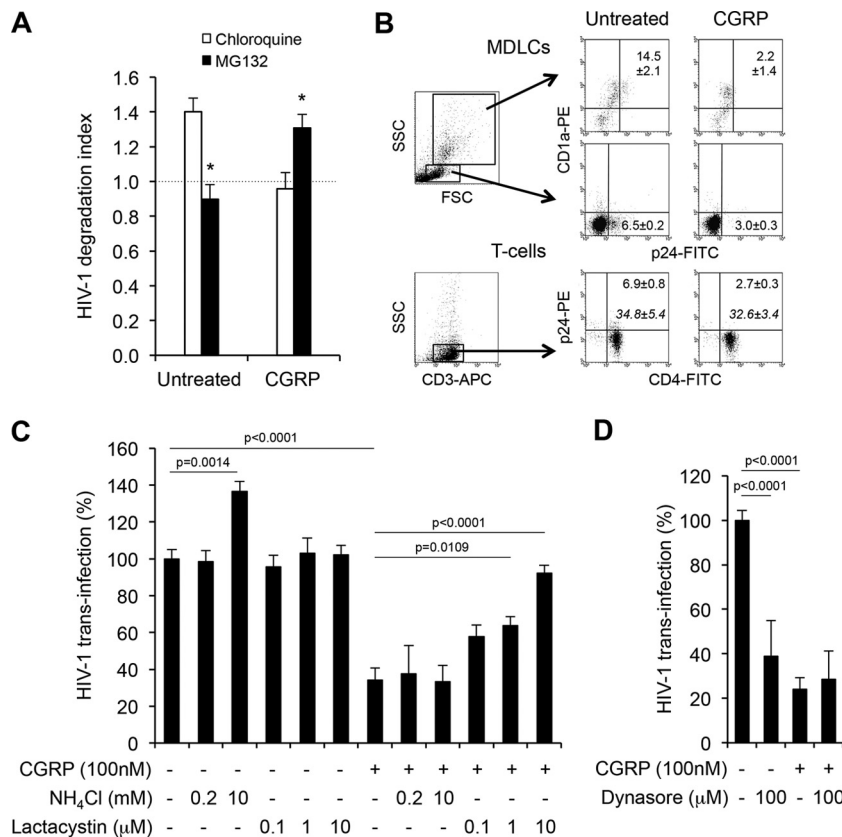 A
Chloroquine
MG132
HIV-1 degradation index
1.6
1.4
1.2
1.0
0.8
0.6
0.4
0.2
0.0
*
*
Untreated CGRP
B
Untreated CGRP
MDLCs
SSC
FSC
CD1a-PE
14.5
±2.1
2.2
±1.4
6.5±0.2
3.0±0.3
p24-FITC
T-cells
SSC
CD3-APC
p24-PE
6.9±0.8
34.8±5.4
2.7±0.3
32.6±3.4
CD4-FITC
C
HIV-1 trans-infection (%)
160
140
120
100
80
60
40
20
0
p<0.0001
p=0.0014
p<0.0001
p=0.0109
CGRP (100nM) - - - - - - + + + + + +
NH4Cl (mM) - 0.2 10 - - - - 0.2 10 - - -
Lactacystin (μM) - - - 0.1 1 10 - - - 0.1 1 10
D
HIV-1 trans-infection (%)
120
100
80
60
40
20
0
p<0.0001
p<0.0001
CGRP (100nM) - - + +
Dynasore (μM) - 100 - 100